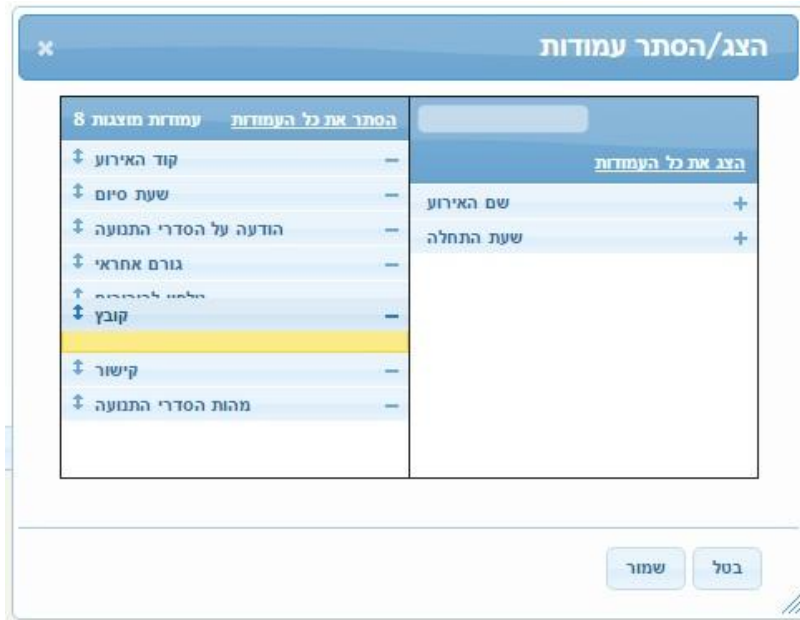 הצג/הסתר עמודות
הצג את כל העמודות
שם האירוע
שעת התחלה
8 עמודות מוצגות
הסתר את כל העמודות
קוד האירוע
שעת סיום
הודעה על הסדרי התנועה
גורם אחראי
קובץ
קישור
מהות הסדרי התנועה
בטל
שמור